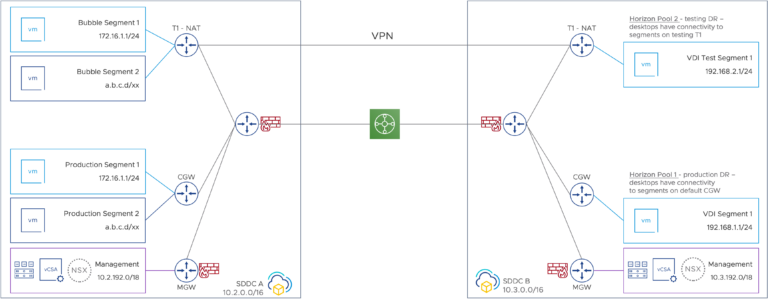 Bubble Segment 1
172.16.1.1/24
vm
Bubble Segment 2
a.b.c.d/xx
vm
T1 - NAT
VPN
Production Segment 1
172.16.1.1/24
vm
Production Segment 2
a.b.c.d/xx
vm
CGW
Management
10.2.192.0/18
vCSA
NSX
MGW
SDDC A
10.2.0.0/16
T1 - NAT
Horizon Pool 2 - testing DR –
desktops have connectivity
to segments on testing T1
VDI Test Segment 1
192.168.2.1/24
vm
CGW
Horizon Pool 1 - production DR –
desktops have connectivity
to segments on default CGW
VDI Segment 1
192.168.1.1/24
vm
Management
10.3.192.0/18
vCSA
NSX
MGW
SDDC B
10.3.0.0/16